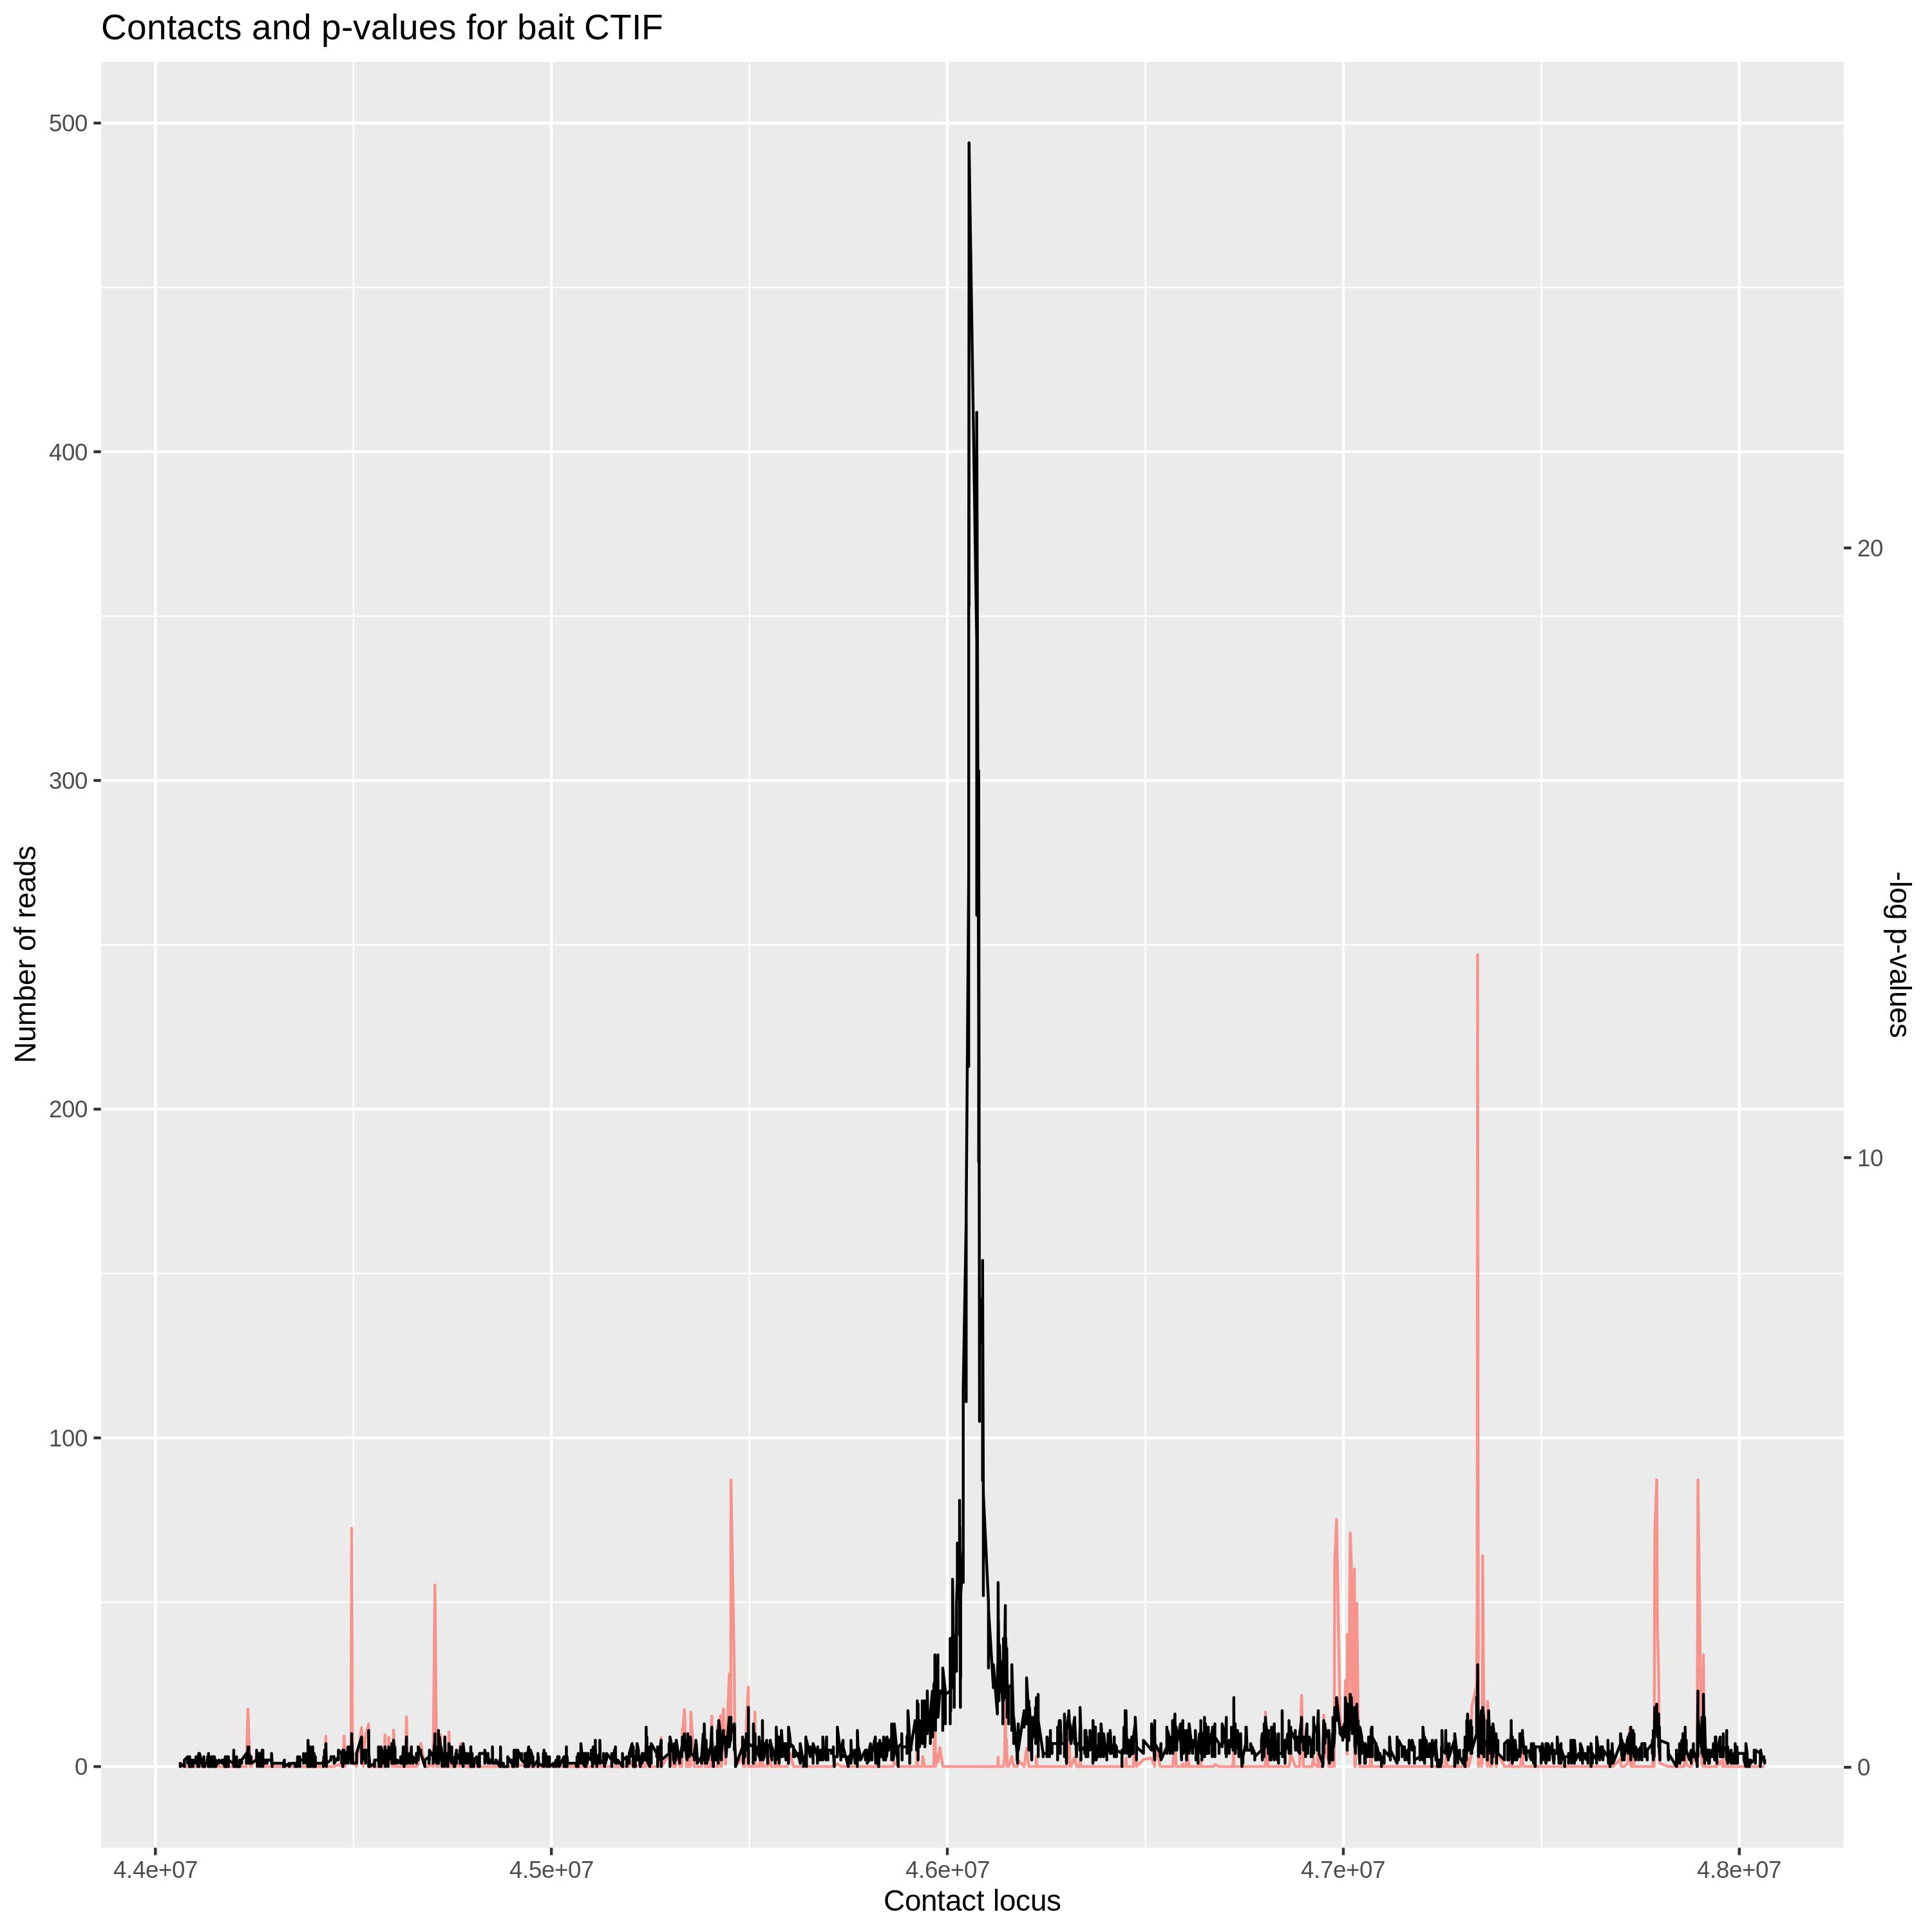 Contacts and p-values for bait CTIF
500
400
300
200
100
0
Number of reads
20
10
0
-log p-values
4.4e+07
4.5e+07
4.6e+07
4.7e+07
4.8e+07
Contact locus